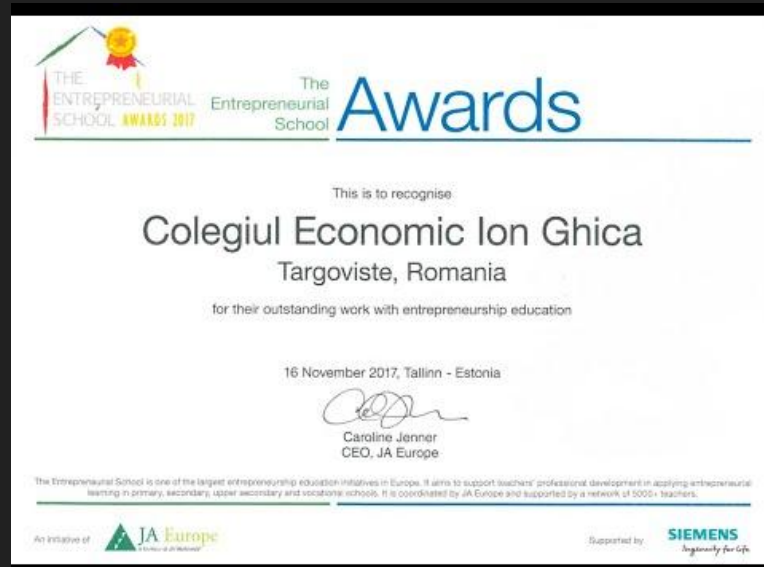 THE
ENTREPRENEURIAL
SCHOOL AWARDS 2017
The
Entrepreneurial
School
Awards
This is to recognise
Colegiul Economic Ion Ghica
Targoviste, Romania
for their outstanding work with entrepreneurship education
16 November 2017, Tallinn - Estonia
Caroline Jenner
CEO, JA Europe
The Entrepreneurial School is one of the largest entrepreneurship education initiatives in Europe. It aims to support teachers' professional development in applying entrepreneurial
learning in primary, secondary, upper secondary and vocational schools. It is coordinated by JA Europe and supported by a network of 5000+ teachers.
An initiative of
JA Europe
Supported by
SIEMENS
Ingenuity for life